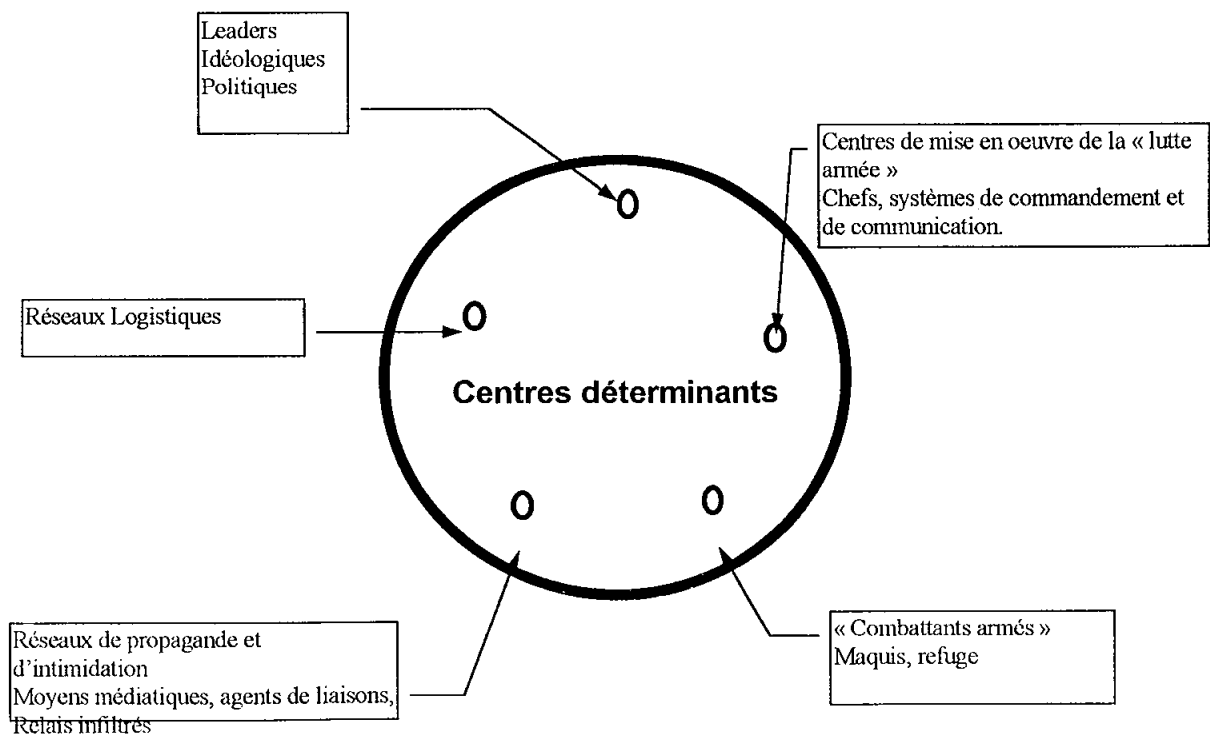 Leaders
Idéologiques
Politiques
Centres de mise en oeuvre de la « lutte
armée »
Chefs, systèmes de commandement et
de communication.
Réseaux Logistiques
Centres déterminants
Réseaux de propagande et
d'intimidation
Moyens médiatiques, agents de liaisons,
Relais infiltrés
« Combattants armés »
Maquis, refuge